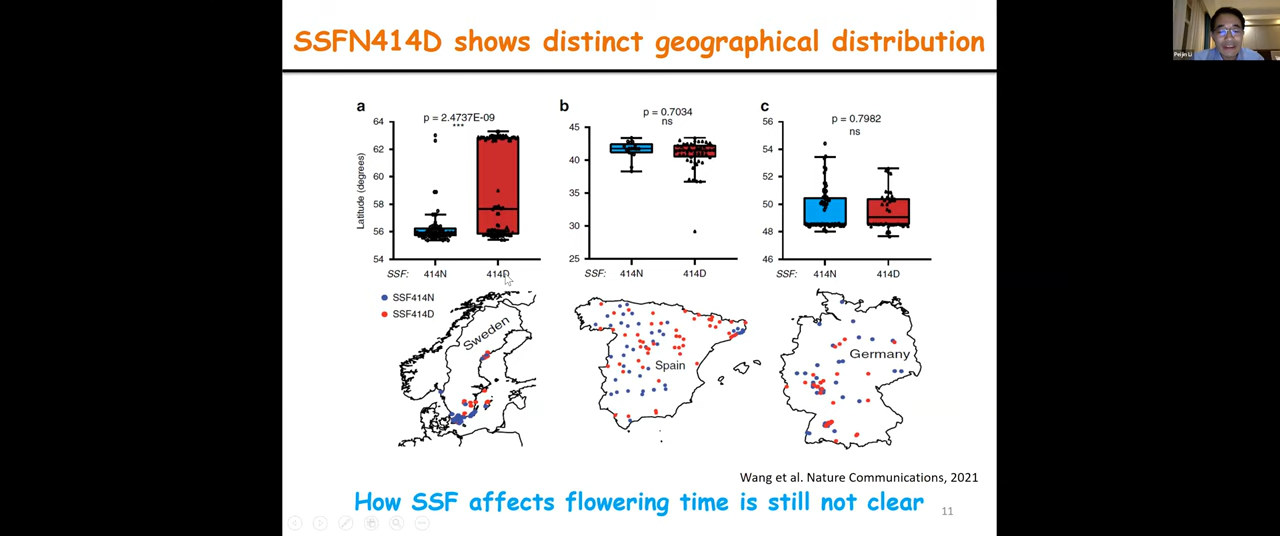 SSFN414D shows distinct geographical distribution
Peijin Li
a
p = 2.4737E-09
***
64
62
60
58
56
54
Latitude (degrees)
SSF: 414N 414D
b
p = 0.7034
ns
45
40
35
30
25
SSF: 414N 414D
c
p = 0.7982
ns
56
54
52
50
48
46
SSF: 414N 414D
SSF414N
SSF414D
Sweden
Spain
Germany
Wang et al. Nature Communications, 2021
How SSF affects flowering time is still not clear
11